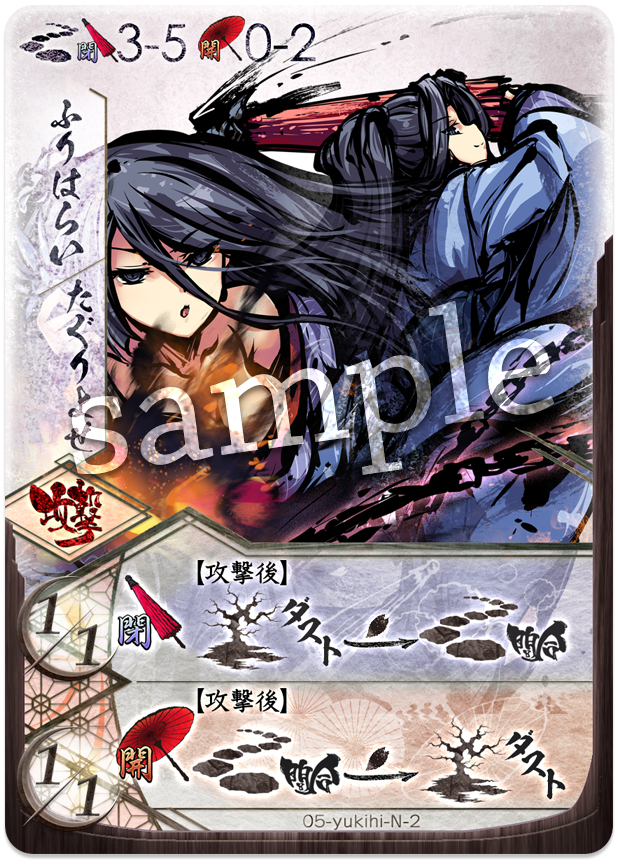 閉 3-5 開 0-2
ふりはらい たぐりよせ
sample
攻撃
1/1
閉
【攻撃後】
ダスト → 間合
1/1
開
【攻撃後】
間合 → ダスト
05-yukihi-N-2